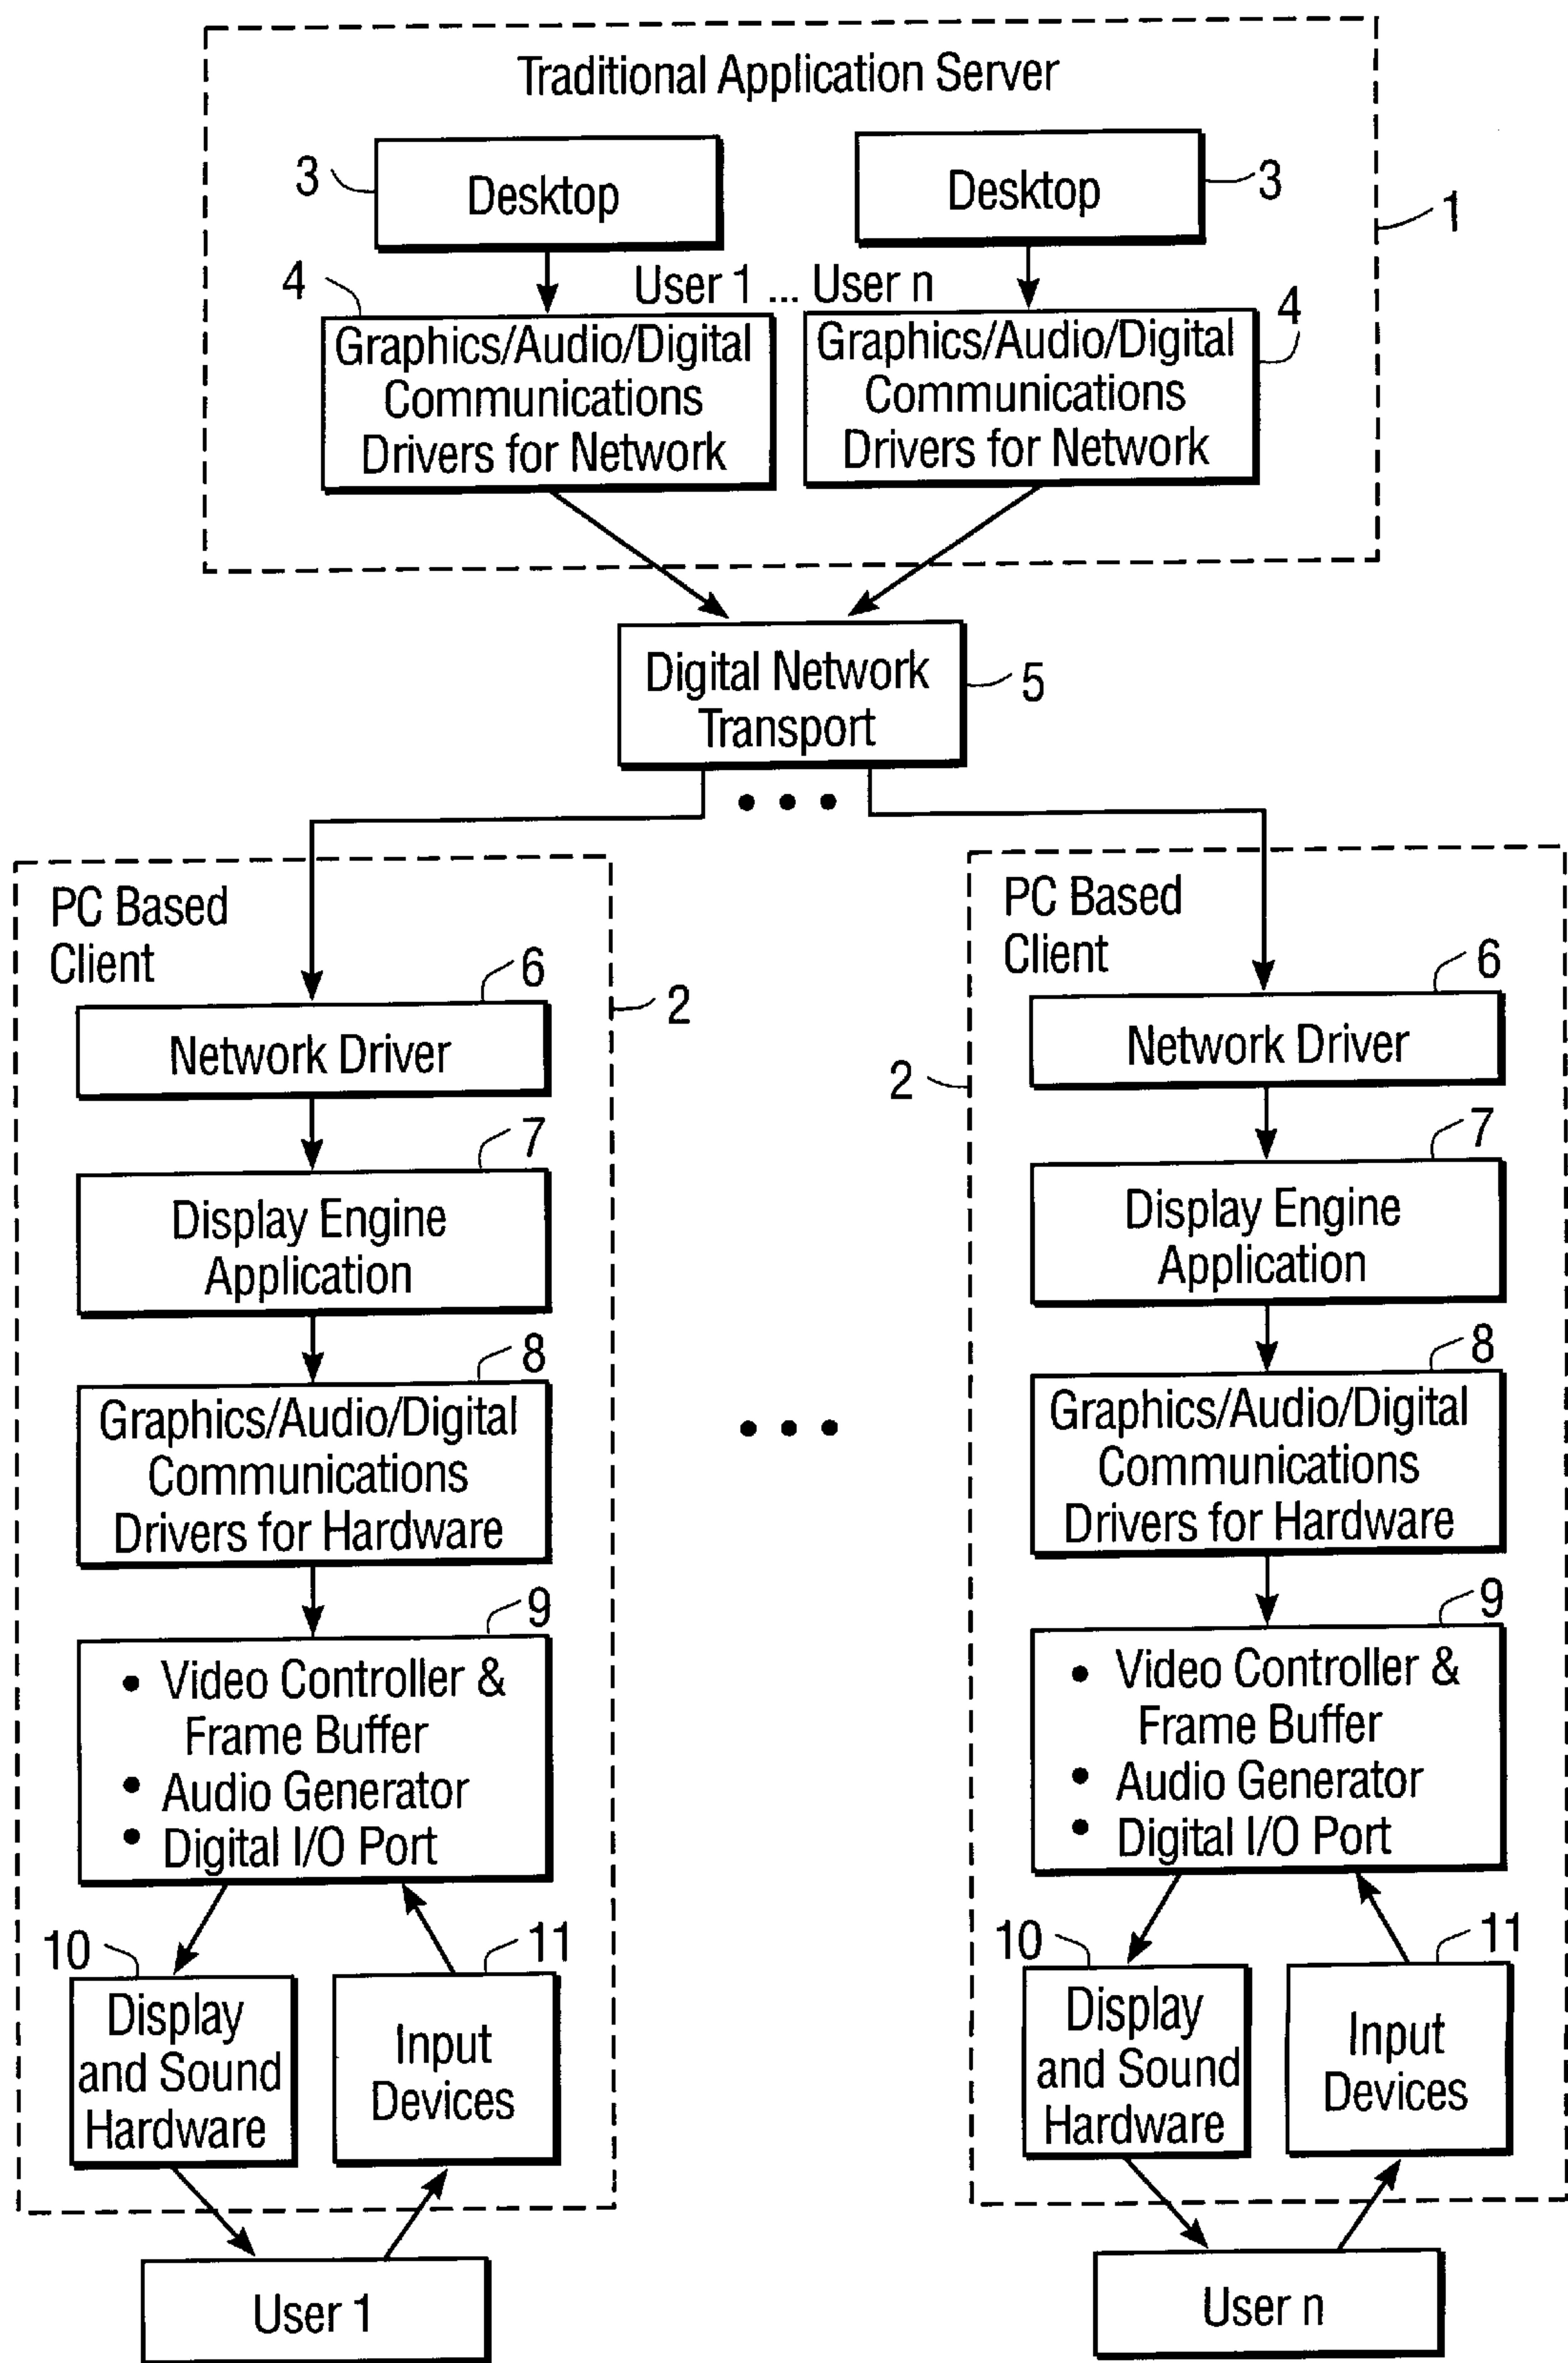 Traditional Application Server
3
Desktop
Desktop
3
1
4
User 1 ... User n
4
Graphics/Audio/Digital
Communications
Drivers for Network
Graphics/Audio/Digital
Communications
Drivers for Network
Digital Network
Transport
5
• • •
PC Based
Client
6
2
Network Driver
7
Display Engine
Application
8
Graphics/Audio/Digital
Communications
Drivers for Hardware
9
• Video Controller &
Frame Buffer
• Audio Generator
• Digital I/O Port
10
11
Display
and Sound
Hardware
Input
Devices
User 1
• • •
PC Based
Client
6
2
Network Driver
7
Display Engine
Application
8
Graphics/Audio/Digital
Communications
Drivers for Hardware
9
• Video Controller &
Frame Buffer
• Audio Generator
• Digital I/O Port
10
11
Display
and Sound
Hardware
Input
Devices
User n